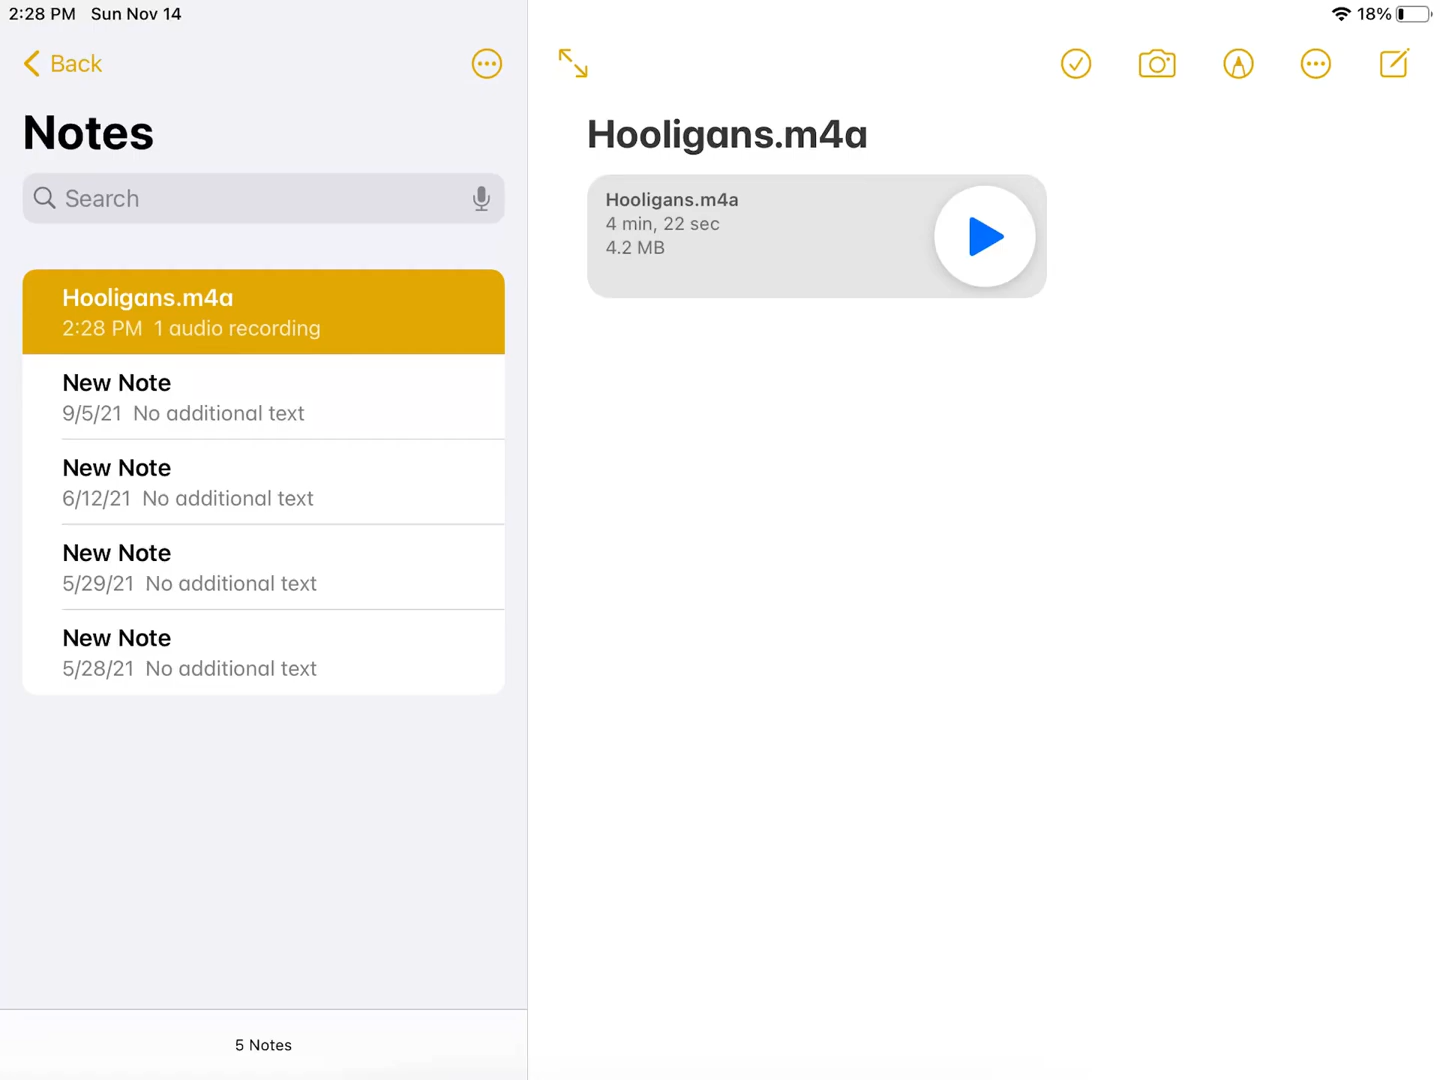 2:28 PM Sun Nov 14
18%
Back
Notes
Search
Hooligans.m4a
2:28 PM 1 audio recording
New Note
9/5/21 No additional text
New Note
6/12/21 No additional text
New Note
5/29/21 No additional text
New Note
5/28/21 No additional text
5 Notes
Hooligans.m4a
Hooligans.m4a
4 min, 22 sec
4.2 MB